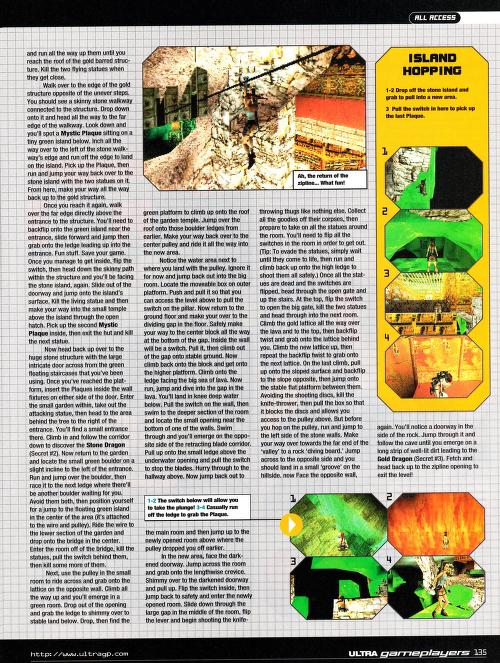 ALL ACCESS
and run all the way up them until you
reach the roof of the gold barred struc-
ture. Kill the two flying statues when
they get close.
Walk over to the edge of the gold
structure opposite of the uneven steps.
You should see a skinny stone walkway
connected to the structure. Drop down
onto it and head all the way to the far
edge of the walkway. Look down and
you'll spot a Mystic Plaque sitting on a
tiny green island below. Inch all the
way over to the left of the stone walk-
way's edge and run off the edge to land
on the island. Pick up the Plaque, then
run and jump your way back over to the
stone island with the two statues on it.
From here, make your way all the way
back up to the gold structure.
Once you reach it again, walk
over the far edge directly above the
entrance to the structure. You'll need to
backflip onto the green island near the
entrance, slide forward and jump then
grab onto the ledge leading up into the
entrance. Fun stuff. Save your game.
Once you manage to get inside, flip the
switch, then head down the skinny path
within the structure and you'll be facing
the stone island, again. Slide out of the
doorway and jump onto the island's
surface. Kill the living statue and then
make your way into the small temple
above the island through the open
hatch. Pick up the second Mystic
Plaque inside, then exit the hut and kill
the next statue.
Now head back over to the
huge stone structure with the large
intricate door across from the green
floating staircases that you've been
using. Once you've reached the plat-
form, insert the Plaques inside the wall
fixtures on either side of the door. Enter
the small garden within, take out the
attacking statue, then head to the area
behind the tree to the right of the
entrance. You'll find a small entrance
there. Climb in and follow the corridor
down to discover the Stone Dragon
(Secret #2). Now return to the garden
and locate the small green boulder on a
slant incline to the left of the entrance.
Run and jump over the boulder, then
race it to the next ledge where there'll
be another boulder waiting for you.
Avoid them both, then position yourself
for a jump to the floating green island
in the center of the area (it's attached
to the wire and pulley). Ride the wire to
the lower section of the garden and
drop onto the bridge in the center.
Enter the room off of the bridge, kill the
statues, pull the switch behind them,
then kill some more of them.
Next, use the pulley in the small
room to ride across and grab onto the
lattice on the opposite wall. Climb all
the way up and you'll emerge in a
green room. Drop out of the opening
and grab the ledge to shimmy over to
stable land below. Drop, then find the
Ah, the return of the
zipline... What fun!
green platform to climb up onto the roof
of the garden temple. Jump over the
roof onto those boulder ledges from
earlier. Make your way back over to the
center pulley and ride it all the way into
the new area.
Notice the water area next to
where you land with the pulley. Ignore it
for now and jump back out into the big
room. Locate the moveable box on outer
platform. Push and pull it so that you
can access the level above to pull the
switch on the pillar. Now return to the
ground floor and make your over to the
dividing gap in the floor. Safely make
your way to the center block all the way
at the bottom of the gap. Inside the wall
will be a switch. Pull it, then climb out
of the gap onto stable ground. Now
climb back onto the block and get onto
the higher platform. Climb onto the
ledge facing the big sea of lava. Now
run, jump and dive into the gap in the
lava. You'll land in knee deep water
below. Pull the switch on the wall, then
swim to the deeper section of the room
and locate the small opening near the
bottom of one of the walls. Swim
through and you'll emerge on the oppo-
site side of the retracting blade corridor.
Pull up onto the small ledge above the
underwater opening and pull the switch
to stop the blades. Hurry through to the
hallway above. Now jump back out to
1-2 The switch below will allow you
to take the plunge! 3-4 Casually run
off the ledge to grab the Plaque.
the main room and then jump up to the
newly opened room above where the
pulley dropped you off earlier.
In the new area, face the dark-
ened doorway. Jump across the room
and grab onto the lengthwise crevice.
Shimmy over to the darkened doorway
and pull up. Flip the switch inside, then
jump back to safety and enter the newly
opened room. Slide down through the
large gap in the middle of the room, flip
the lever and begin shooting the knife-
throwing thugs like nothing else. Collect
all the goodies off their corpses, then
prepare to take on all the statues around
the room. You'll need to flip all the
switches in the room in order to get out.
(Tip: To evade the statues, simply wait
until they come to life, then run and
climb back up onto the high ledge to
shoot them all safely.) Once all the stat-
ues are dead and the switches are
flipped, head through the open gate and
up the stairs. At the top, flip the switch
to open the big gate, kill the two statues
and head through into the next room.
Climb the gold lattice all the way over
the lava and to the top, then backflip
twist and grab onto the lattice behind
you. Climb the new lattice up, then
repeat the backflip twist to grab onto
the next lattice. On the last climb, pull
up onto the sloped surface and backflip
to the slope opposite, then jump onto
the stable flat platform between them.
Avoiding the shooting discs, kill the
knife-thrower, then pull the box so that
it blocks the discs and allows you
access to the pulley above. But before
you hop on the pulley, run and jump to
the left side of the stone walls. Make
your way over towards the far end of the
'valley' to a rock 'diving board.' Jump
across to the opposite side and you
should land in a small 'groove' on the
hillside. now Face the opposite wall,
ISLAND
HOPPING
1-2 Drop off the stone island and
grab to pull into a new area.
3 Pull the switch in here to pick up
the last Plaque.
1
2
3
4
again. You'll notice a doorway in the
side of the rock. Jump through it and
follow the cave until you emerge on a
long strip of well-lit dirt leading to the
Gold Dragon (Secret #3). Fetch and
head back up to the zipline opening to
exit the level!
1
2
3
4
http://www.ultragp.com
ULTRA gameplayers 135